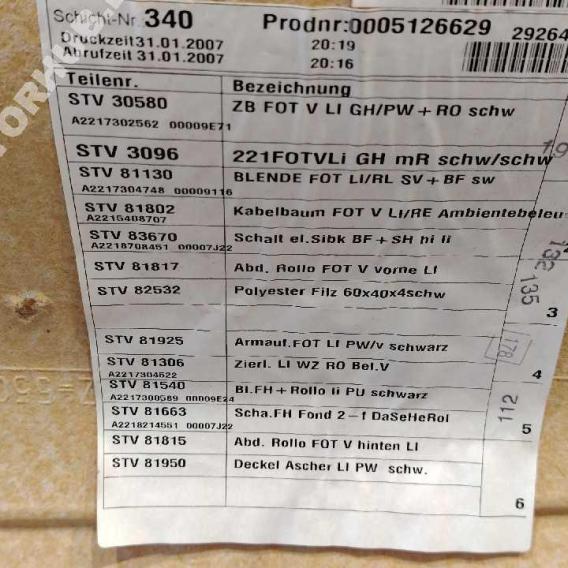 Schicht-Nr. 340 Prodnr:0005126629 29264
Druckzeit 31.01.2007 20:19
Abrufzeit 31.01.2007 20:16
Teilenr. Bezeichnung
STV 30580 ZB FOT V LI GH/PW + RO schw
A2217302562 00009E71
STV 3096 221FOTVLi GH mR schw/schw
STV 81130 BLENDE FOT LI/RL SV + BF sw
A2217304748 00009116
STV 81802 Kabelbaum FOT V LI/RE Ambientebeleu
A2215408707
STV 83670 Schalt el.Sibk BF + SH hi li
A2218708451 00007J22
STV 81817 Abd. Rollo FOT V vorne LI
STV 82532 Polyester Filz 60x40x4schw
3
STV 81925 Armauf.FOT LI PW/v schwarz
STV 81306 Zierl. LI WZ RO Bel.V
A2217304622
4
STV 81540 Bl.FH + Rollo li PU schwarz
A2217300589 00009E24
STV 81663 Scha.FH Fond 2-f DaSeHeRol
A2218214551 00007J22
5
STV 81815 Abd. Rollo FOT V hinten LI
STV 81950 Deckel Ascher LI PW schw.
6
19
132
135
178
112